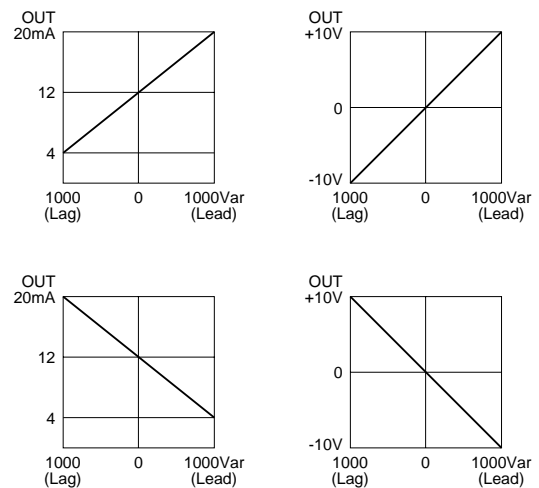 OUT
20mA
12
4
1000 0 1000Var
(Lag) (Lead)
OUT
+10V
0
-10V
1000 0 1000Var
(Lag) (Lead)
OUT
20mA
12
4
1000 0 1000Var
(Lag) (Lead)
OUT
+10V
0
-10V
1000 0 1000Var
(Lag) (Lead)